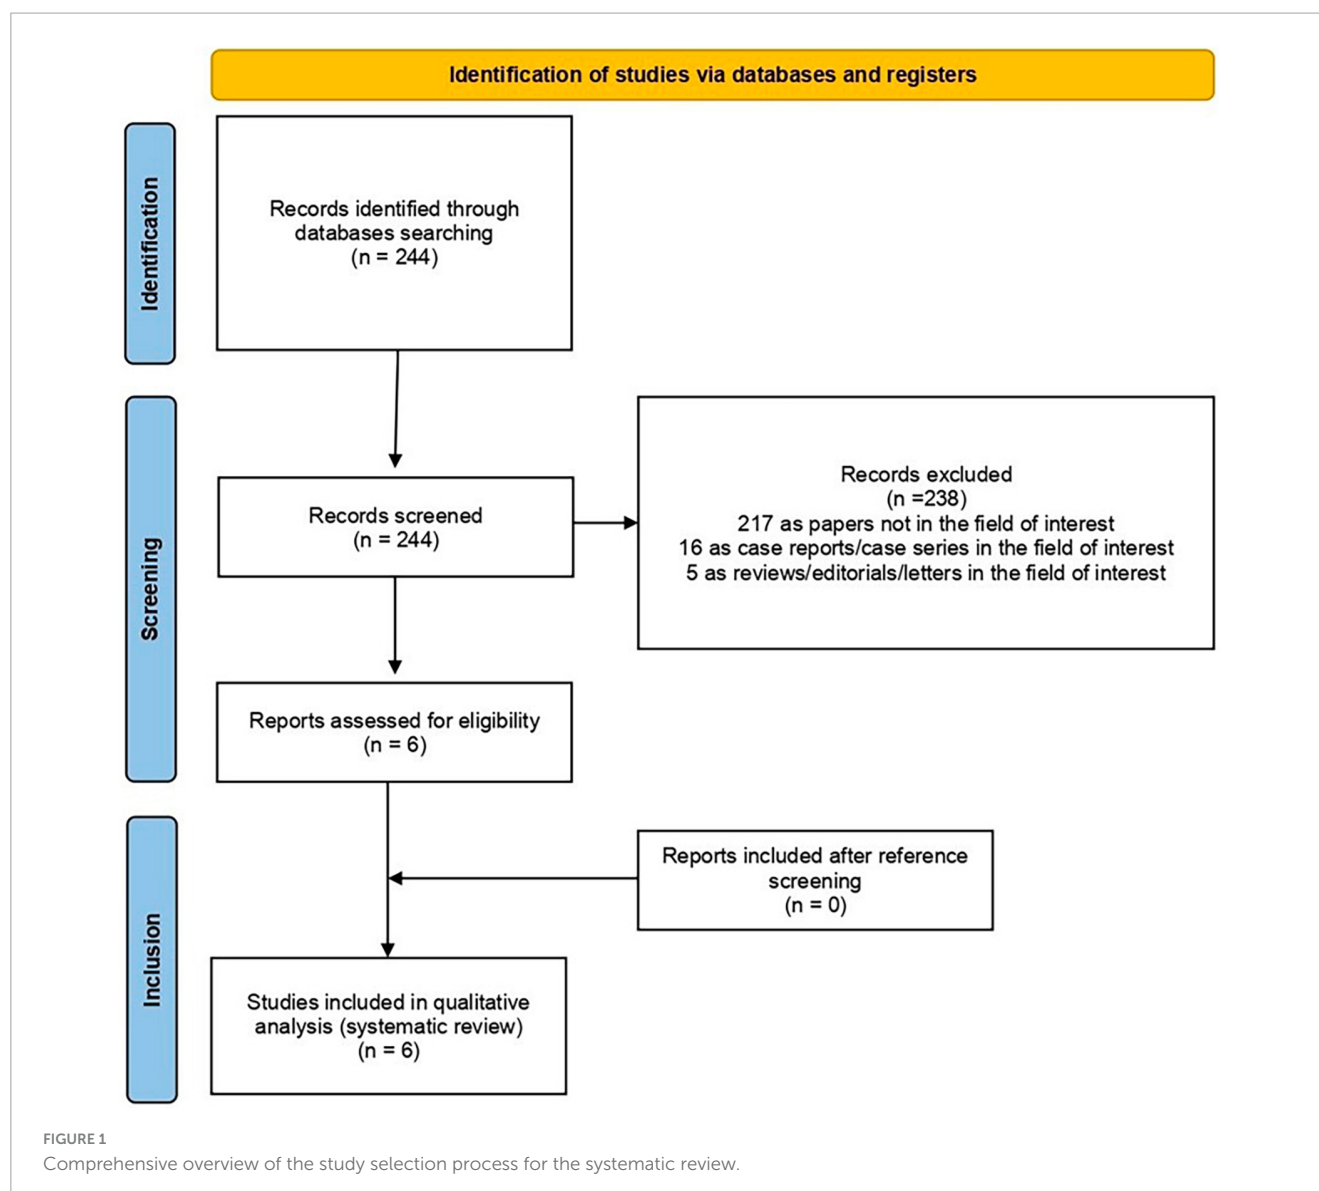 Identification of studies via databases and registers
Identification
Records identified through
databases searching
(n = 244)
Screening
Records screened
(n = 244)
Records excluded
(n =238)
217 as papers not in the field of interest
16 as case reports/case series in the field of interest
5 as reviews/editorials/letters in the field of interest
Reports assessed for eligibility
(n = 6)
Inclusion
Reports included after reference
screening
(n = 0)
Studies included in qualitative
analysis (systematic review)
(n = 6)
FIGURE 1
Comprehensive overview of the study selection process for the systematic review.